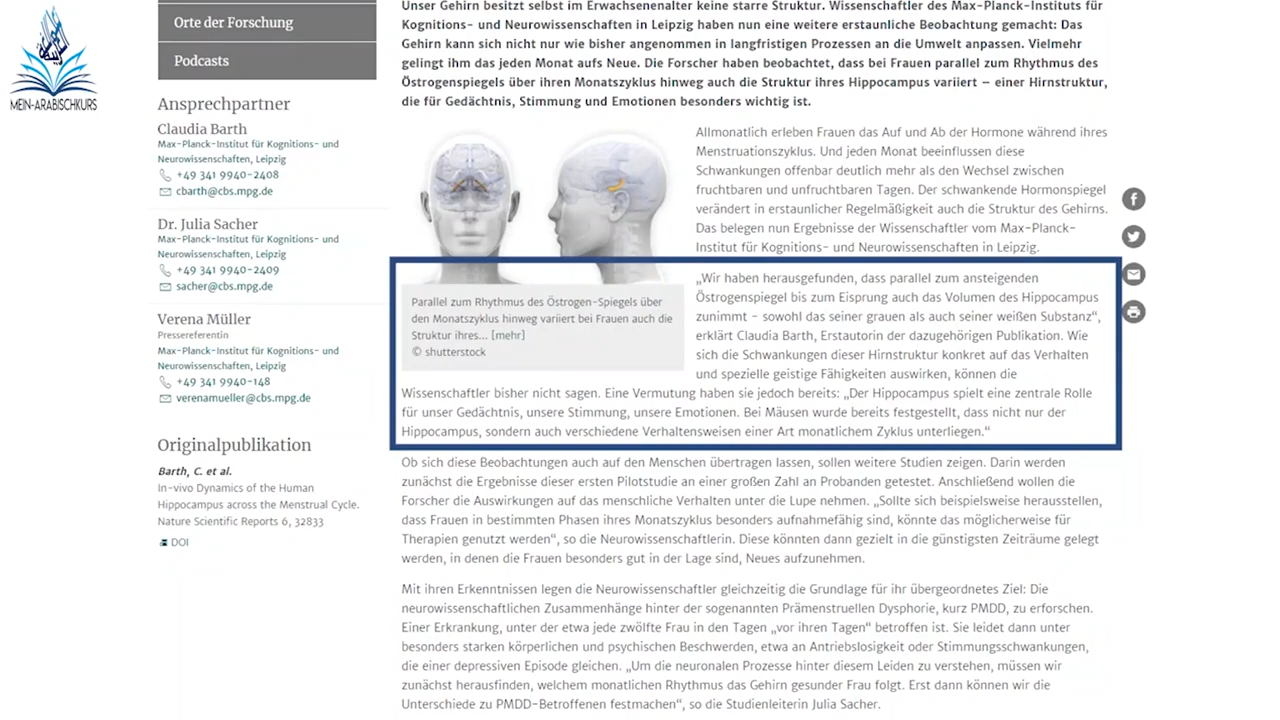 MEIN-ARABISCHKURS
Orte der Forschung
Podcasts
Ansprechpartner
Claudia Barth
Max-Planck-Institut für Kognitions- und
Neurowissenschaften, Leipzig
+49 341 9940-2408
cbarth@cbs.mpg.de
Dr. Julia Sacher
Max-Planck-Institut für Kognitions- und
Neurowissenschaften, Leipzig
+49 341 9940-2409
sacher@cbs.mpg.de
Verena Müller
Pressereferentin
Max-Planck-Institut für Kognitions- und
Neurowissenschaften, Leipzig
+49 341 9940-148
verenamueller@cbs.mpg.de
Originalpublikation
Barth, C. et al.
In-vivo Dynamics of the Human
Hippocampus across the Menstrual Cycle.
Nature Scientific Reports 6, 32833
DOI
Unser Gehirn besitzt selbst im Erwachsenenalter keine starre Struktur. Wissenschaftler des Max-Planck-Instituts für
Kognitions- und Neurowissenschaften in Leipzig haben nun eine weitere erstaunliche Beobachtung gemacht: Das
Gehirn kann sich nicht nur wie bisher angenommen in langfristigen Prozessen an die Umwelt anpassen. Vielmehr
gelingt ihm das jeden Monat aufs Neue. Die Forscher haben beobachtet, dass bei Frauen parallel zum Rhythmus des
Östrogenspiegels über ihren Monatszyklus hinweg auch die Struktur ihres Hippocampus variiert – einer Hirnstruktur,
die für Gedächtnis, Stimmung und Emotionen besonders wichtig ist.
Allmonatlich erleben Frauen das Auf und Ab der Hormone während ihres
Menstruationszyklus. Und jeden Monat beeinflussen diese
Schwankungen offenbar deutlich mehr als den Wechsel zwischen
fruchtbaren und unfruchtbaren Tagen. Der schwankende Hormonspiegel
verändert in erstaunlicher Regelmäßigkeit auch die Struktur des Gehirns.
Das belegen nun Ergebnisse der Wissenschaftler vom Max-Planck-
Institut für Kognitions- und Neurowissenschaften in Leipzig.
Parallel zum Rhythmus des Östrogen-Spiegels über
den Monatszyklus hinweg variiert bei Frauen auch die
Struktur ihres... [mehr]
© shutterstock
„Wir haben herausgefunden, dass parallel zum ansteigenden
Östrogenspiegel bis zum Eisprung auch das Volumen des Hippocampus
zunimmt – sowohl das seiner grauen als auch seiner weißen Substanz“,
erklärt Claudia Barth, Erstautorin der dazugehörigen Publikation. Wie
sich die Schwankungen dieser Hirnstruktur konkret auf das Verhalten
und spezielle geistige Fähigkeiten auswirken, können die
Wissenschaftler bisher nicht sagen. Eine Vermutung haben sie jedoch bereits: „Der Hippocampus spielt eine zentrale Rolle
für unser Gedächtnis, unsere Stimmung, unsere Emotionen. Bei Mäusen wurde bereits festgestellt, dass nicht nur der
Hippocampus, sondern auch verschiedene Verhaltensweisen einer Art monatlichem Zyklus unterliegen.“
Ob sich diese Beobachtungen auch auf den Menschen übertragen lassen, sollen weitere Studien zeigen. Darin werden
zunächst die Ergebnisse dieser ersten Pilotstudie an einer großen Zahl an Probanden getestet. Anschließend wollen die
Forscher die Auswirkungen auf das menschliche Verhalten unter die Lupe nehmen. „Sollte sich beispielsweise herausstellen,
dass Frauen in bestimmten Phasen ihres Monatszyklus besonders aufnahmefähig sind, könnte das möglicherweise für
Therapien genutzt werden“, so die Neurowissenschaftlerin. Diese könnten dann gezielt in die günstigsten Zeiträume gelegt
werden, in denen die Frauen besonders gut in der Lage sind, Neues aufzunehmen.
Mit ihren Erkenntnissen legen die Neurowissenschaftler gleichzeitig die Grundlage für ihr übergeordnetes Ziel: Die
neurowissenschaftlichen Zusammenhänge hinter der sogenannten Prämenstruellen Dysphorie, kurz PMDD, zu erforschen.
Einer Erkrankung, unter der etwa jede zwölfte Frau in den Tagen „vor ihren Tagen“ betroffen ist. Sie leidet dann unter
besonders starken körperlichen und psychischen Beschwerden, etwa an Antriebslosigkeit oder Stimmungsschwankungen,
die einer depressiven Episode gleichen. „Um die neuronalen Prozesse hinter diesem Leiden zu verstehen, müssen wir
zunächst herausfinden, welchem monatlichen Rhythmus das Gehirn gesunder Frau folgt. Erst dann können wir die
Unterschiede zu PMDD-Betroffenen festmachen“, so die Studienleiterin Julia Sacher.